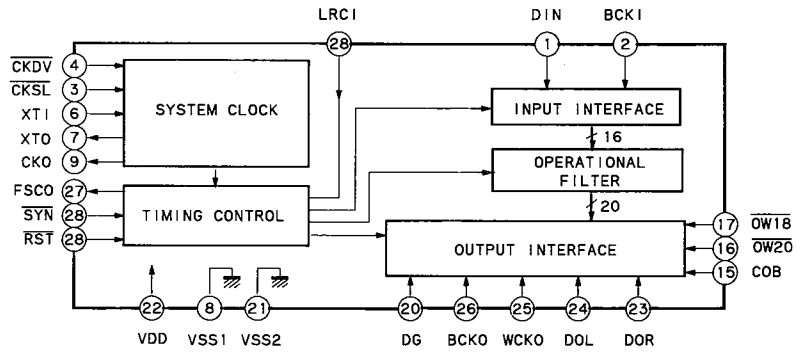 LRCI DIN BCKI
28 1 2
CKDV 4
CKSL 3
XTI 6
XTO 7
CKO 9
SYSTEM CLOCK
INPUT INTERFACE
16
OPERATIONAL
FILTER
20
FSCO 27
SYN 28
RST 28
TIMING CONTROL
OUTPUT INTERFACE
17 OW18
16 OW20
15 COB
22 8 21 20 26 25 24 23
VDD VSS1 VSS2 DG BCKO WCKO DOL DOR